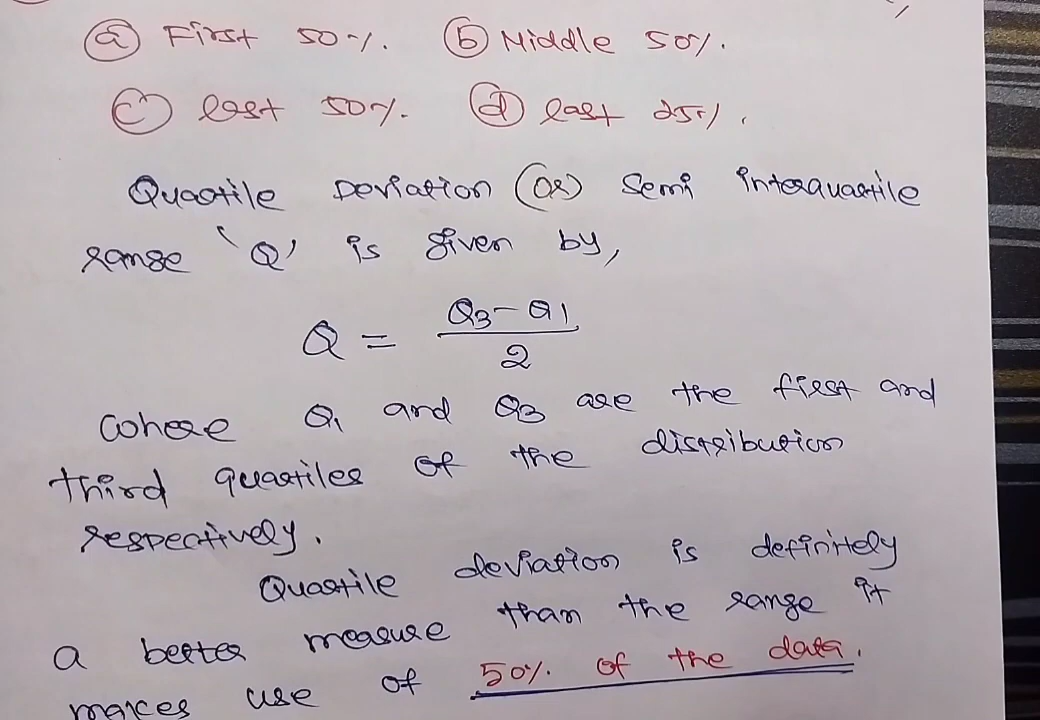 (a) First 50%. (b) Middle 50%.
(c) last 50%. (d) last 25%.
Quartile Deviation (or) Semi interquartile
range 'Q' is given by,
Q = Q3 - Q1 / 2
where Q1 and Q3 are the first and
third quartiles of the distribution
respectively.
Quartile deviation is definitely
a better measure than the range it
makes use of 50% of the data.